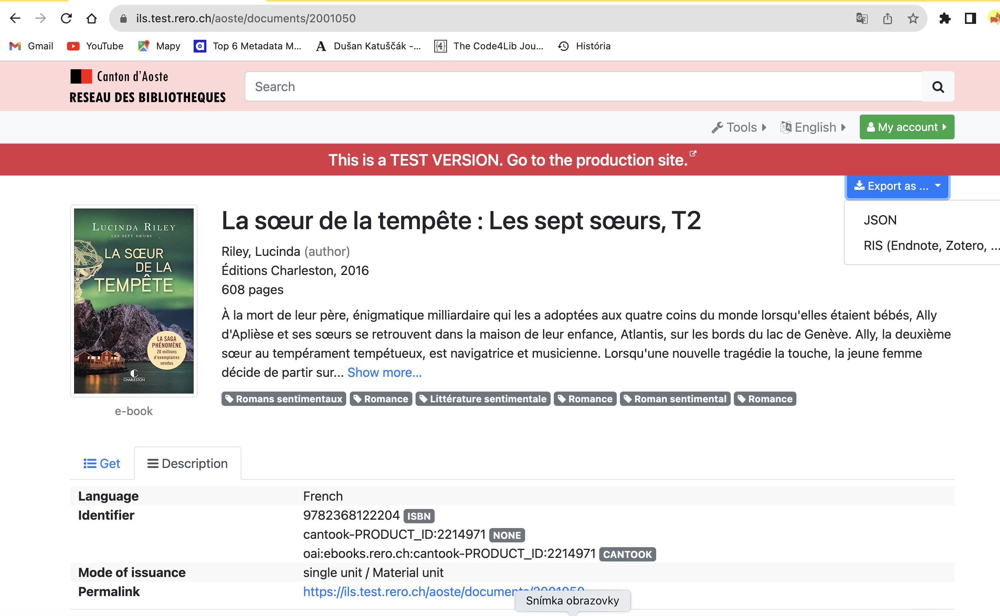 ils.test.rero.ch/aoste/documents/2001050
Gmail YouTube Mapy Top 6 Metadata M... Dušan Katuščák -... The Code4Lib Jou... História
Canton d'Aoste
RESEAU DES BIBLIOTHEQUES
Search
Tools English My account
This is a TEST VERSION. Go to the production site.
Export as ...
JSON
RIS (Endnote, Zotero, ...
LUCINDA RILEY
LES SEPT SŒURS
LA SŒUR
DE LA
TEMPÊTE
LA SAGA
PHÉNOMÈNE
20 millions
d'exemplaires
vendus
C
CHARLESTON
e-book
La sœur de la tempête : Les sept sœurs, T2
Riley, Lucinda (author)
Éditions Charleston, 2016
608 pages
À la mort de leur père, énigmatique milliardaire qui les a adoptées aux quatre coins du monde lorsqu'elles étaient bébés, Ally
d'Aplièse et ses sœurs se retrouvent dans la maison de leur enfance, Atlantis, sur les bords du lac de Genève. Ally, la deuxième
sœur au tempérament tempétueux, est navigatrice et musicienne. Lorsqu'une nouvelle tragédie la touche, la jeune femme
décide de partir sur... Show more...
Romans sentimentaux Romance Littérature sentimentale Romance Roman sentimental Romance
Get Description
Language French
Identifier 9782368122204 ISBN
cantook-PRODUCT_ID:2214971 NONE
oai:ebooks.rero.ch:cantook-PRODUCT_ID:2214971 CANTOOK
Mode of issuance single unit / Material unit
Permalink https://ils.test.rero.ch/aoste/documents/2001050
Snímka obrazovky